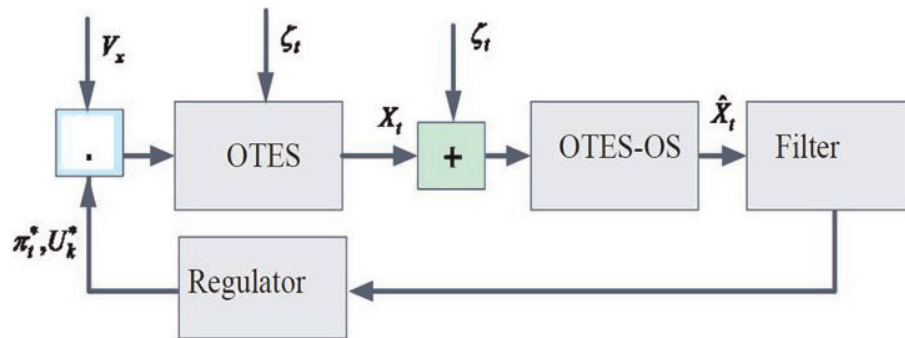 V_x
ζ_t
ζ_t
.
OTES
X_t
+
OTES-OS
X̂_t
Filter
π_t^*, U_k^*
Regulator